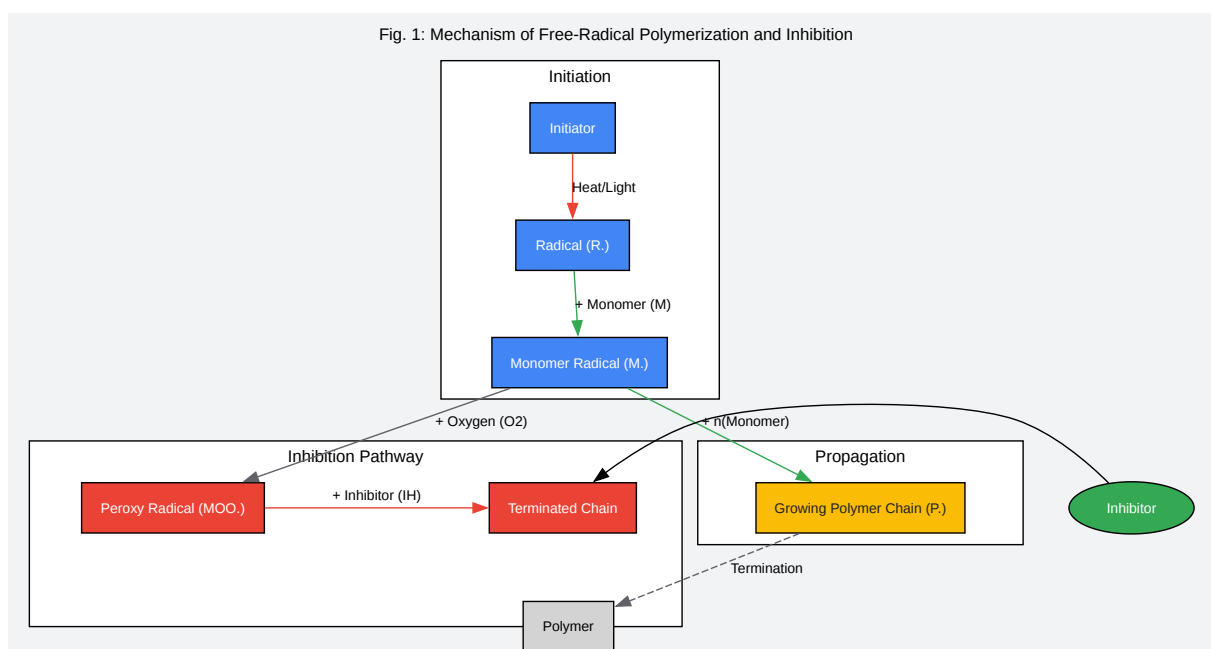 Fig. 1: Mechanism of Free-Radical Polymerization and Inhibition
Initiation
Initiator
Heat/Light
Radical (R.)
+ Monomer (M)
Monomer Radical (M.)
+ Oxygen (O2)
+ n(Monomer)
Inhibition Pathway
Propagation
Peroxy Radical (MOO.)
+ Inhibitor (IH)
Terminated Chain
Growing Polymer Chain (P.)
Inhibitor
Termination
Polymer